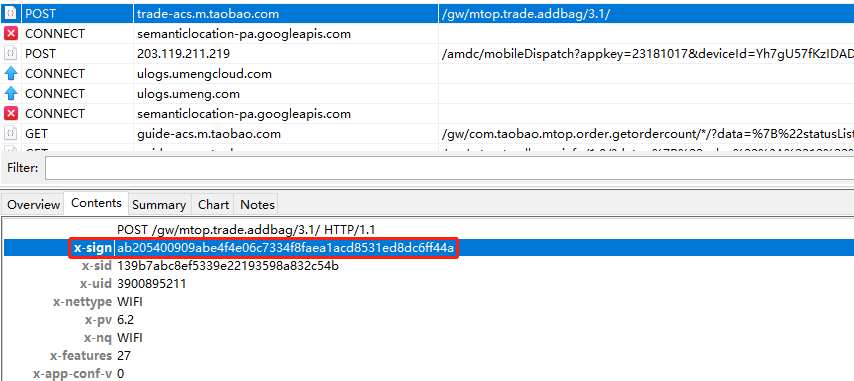 POST trade-acs.m.taobao.com /gw/mtop.trade.addbag/3.1/
CONNECT semanticlocation-pa.googleapis.com
POST 203.119.211.219 /amdc/mobileDispatch?appkey=23181017&deviceId=Yh7gU57fKzIDAD
CONNECT ulogs.umengcloud.com
CONNECT ulogs.umeng.com
CONNECT semanticlocation-pa.googleapis.com
GET guide-acs.m.taobao.com /gw/com.taobao.mtop.order.getordercount/*/?data=%7B%22statusList
Filter:
Overview Contents Summary Chart Notes
POST /gw/mtop.trade.addbag/3.1/ HTTP/1.1
x-sign ab205400909abe4f4e06c7334f8faea1acd8531ed8dc6ff44a
x-sid 139b7abc8ef5339e22193598a832c54b
x-uid 3900895211
x-nettype WIFI
x-pv 6.2
x-nq WIFI
x-features 27
x-app-conf-v 0